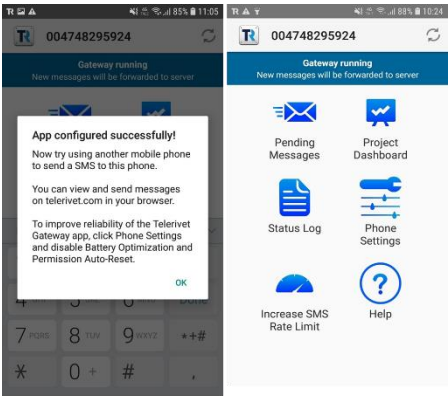 85% 11:05
TR 004748295924
Gateway running
New messages will be forwarded to server
App configured successfully!
Now try using another mobile phone
to send a SMS to this phone.
You can view and send messages
on telerivet.com in your browser.
To improve reliability of the Telerivet
Gateway app, click Phone Settings
and disable Battery Optimization and
Permission Auto-Reset.
OK
Done
7 PQRS 8 TUV 9 WXYZ *+#
* 0 + # ,
88% 10:24
TR 004748295924
Gateway running
New messages will be forwarded to server
Pending
Messages
Project
Dashboard
Status Log
Phone
Settings
Increase SMS
Rate Limit
?
Help